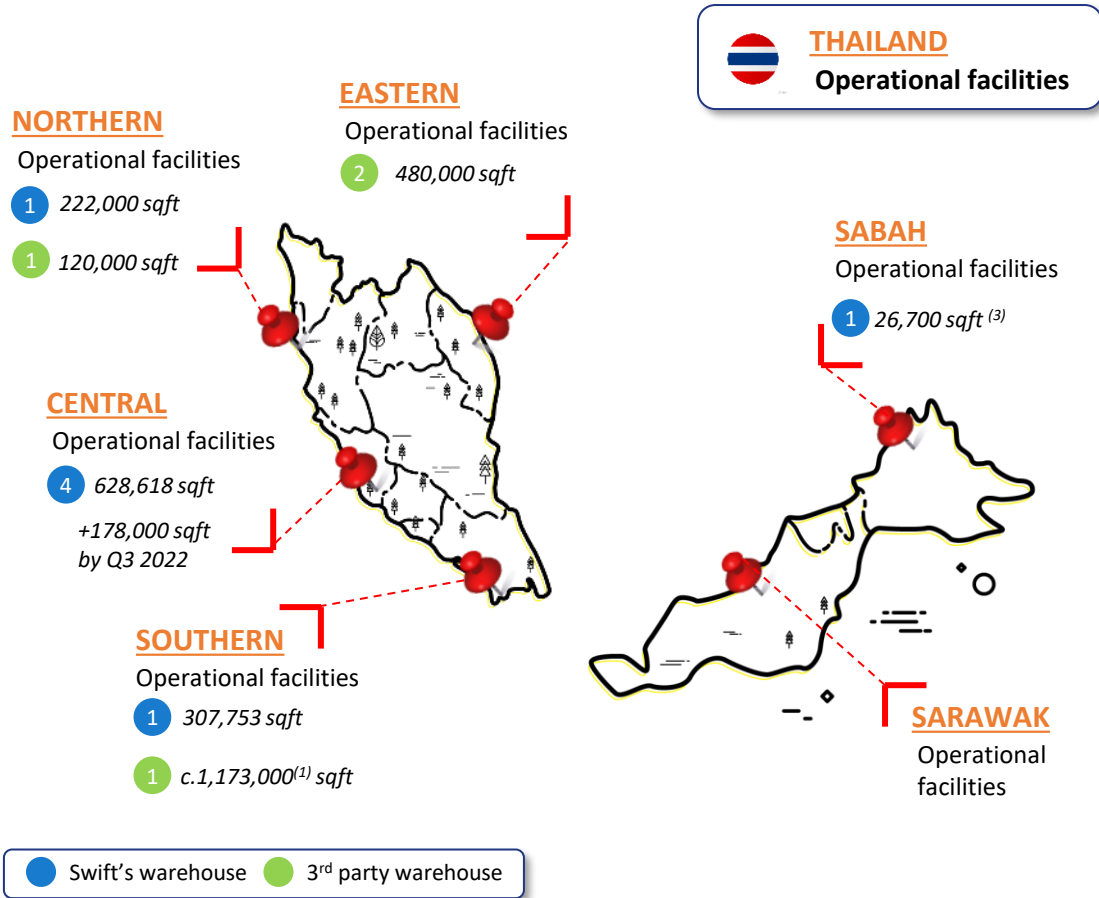 THAILAND
Operational facilities
EASTERN
Operational facilities
2 480,000 sqft
NORTHERN
Operational facilities
1 222,000 sqft
1 120,000 sqft
SABAH
Operational facilities
1 26,700 sqft (3)
CENTRAL
Operational facilities
4 628,618 sqft
+178,000 sqft
by Q3 2022
SOUTHERN
Operational facilities
1 307,753 sqft
1 c.1,173,000(1) sqft
SARAWAK
Operational
facilities
Swift’s warehouse 3rd party warehouse